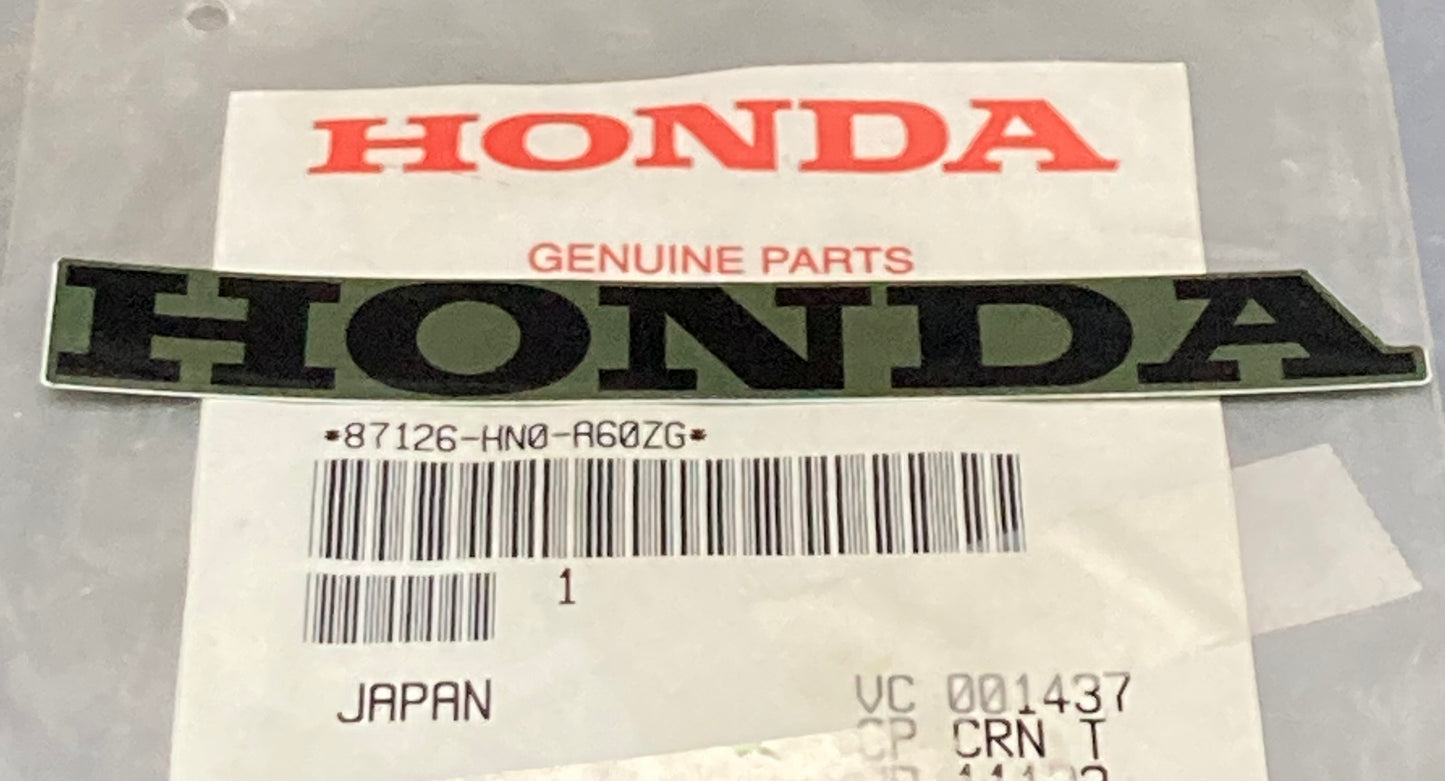 HONDA
GENUINE PARTS
HONDA
*87126-HN0-A60ZG*
1
JAPAN
VC 001437
CP CRN T